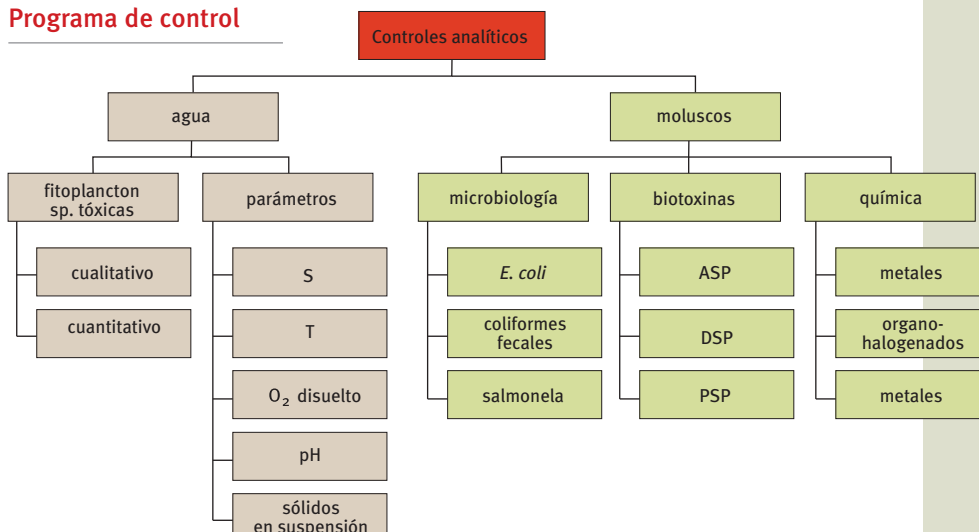 Programa de control
Controles analíticos
agua
moluscos
fitoplancton
sp. tóxicas
parámetros
microbiología
biotoxinas
química
cualitativo
S
E. coli
ASP
metales
cuantitativo
T
coliformes
fecales
DSP
organo-
halogenados
O₂ disuelto
salmonela
PSP
metales
pH
sólidos
en suspensión